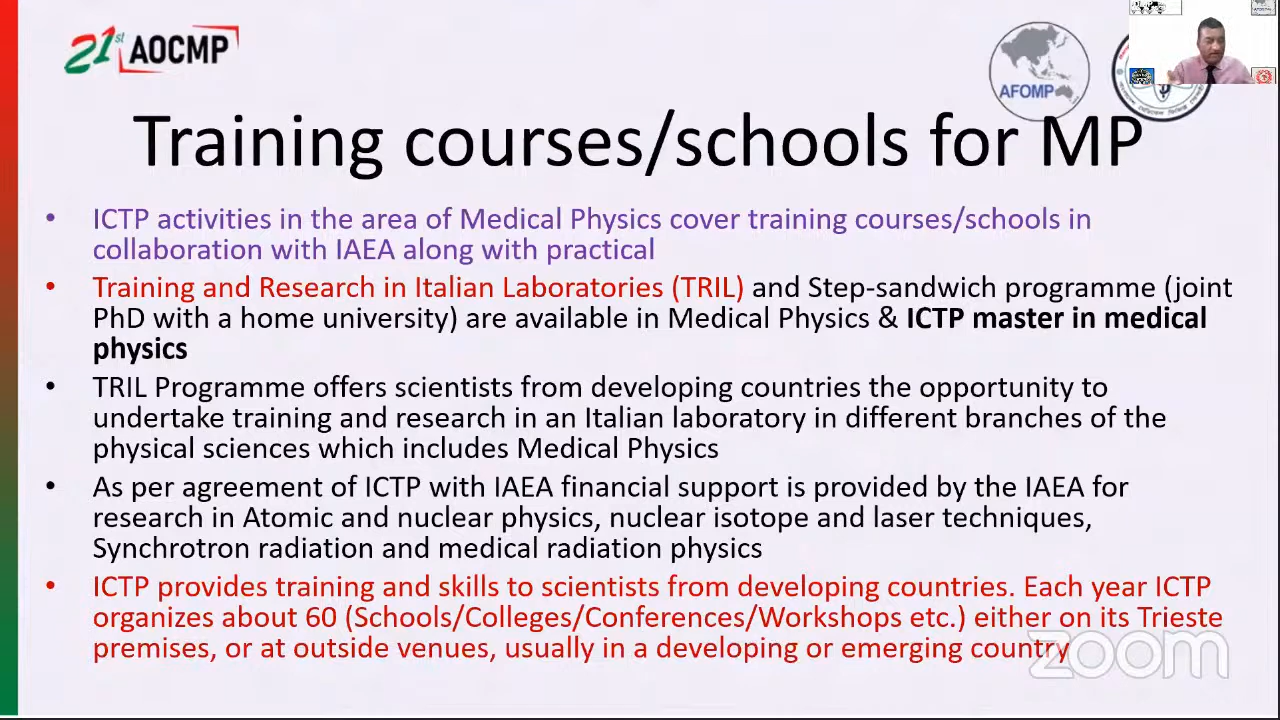 21st AOCMP
AFOMP
Training courses/schools for MP
• ICTP activities in the area of Medical Physics cover training courses/schools in
collaboration with IAEA along with practical
• Training and Research in Italian Laboratories (TRIL) and Step-sandwich programme (joint
PhD with a home university) are available in Medical Physics & ICTP master in medical
physics
• TRIL Programme offers scientists from developing countries the opportunity to
undertake training and research in an Italian laboratory in different branches of the
physical sciences which includes Medical Physics
• As per agreement of ICTP with IAEA financial support is provided by the IAEA for
research in Atomic and nuclear physics, nuclear isotope and laser techniques,
Synchrotron radiation and medical radiation physics
• ICTP provides training and skills to scientists from developing countries. Each year ICTP
organizes about 60 (Schools/Colleges/Conferences/Workshops etc.) either on its Trieste
premises, or at outside venues, usually in a developing or emerging country
zoom